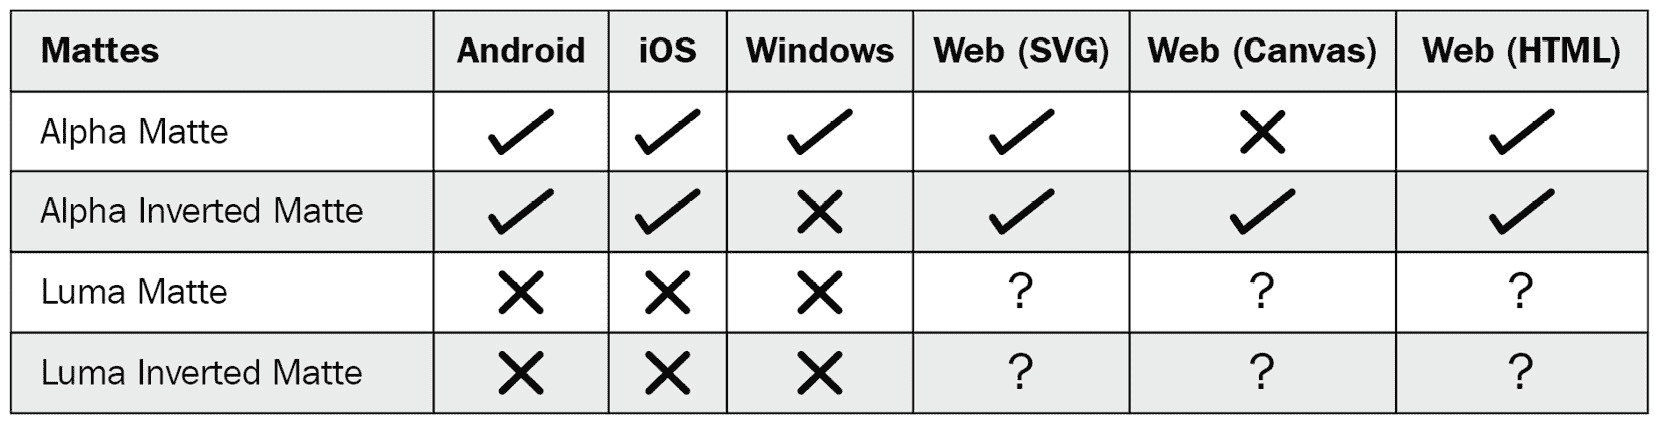 Mattes Android iOS Windows Web (SVG) Web (Canvas) Web (HTML)
Alpha Matte ✓ ✓ ✓ ✓ ✕ ✓
Alpha Inverted Matte ✓ ✓ ✕ ✓ ✓ ✓
Luma Matte ✕ ✕ ✕ ? ? ?
Luma Inverted Matte ✕ ✕ ✕ ? ? ?